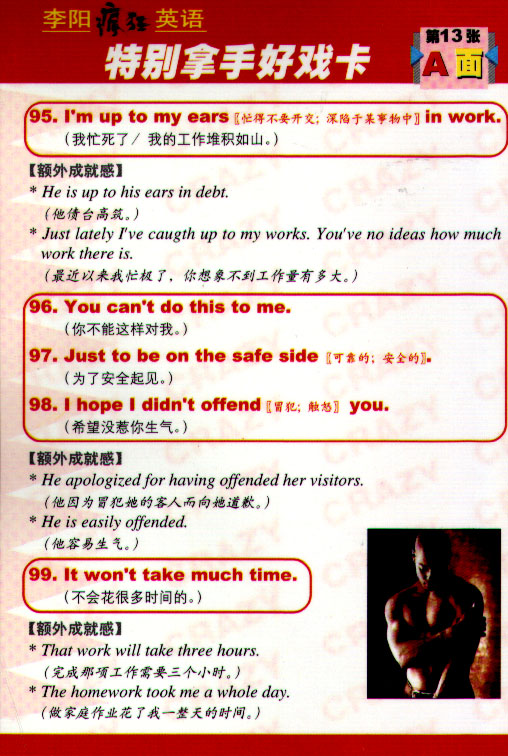 李阳疯狂英语
特别拿手好戏卡
第13张
A面
95. I'm up to my ears〖忙得不可开交；深陷于某事物中〗in work.
（我忙死了/ 我的工作堆积如山。）
【额外成就感】
* He is up to his ears in debt.
（他债台高筑。）
* Just lately I've caugth up to my works. You've no ideas how much
work there is.
（最近以来我忙极了，你想象不到工作量有多大。）
96. You can't do this to me.
（你不能这样对我。）
97. Just to be on the safe side〖可靠的；安全的〗.
（为了安全起见。）
98. I hope I didn't offend〖冒犯；触怒〗you.
（希望没惹你生气。）
【额外成就感】
* He apologized for having offended her visitors.
（他因为冒犯她的客人而向她道歉。）
* He is easily offended.
（他容易生气。）
99. It won't take much time.
（不会花很多时间的。）
【额外成就感】
* That work will take three hours.
（完成那项工作需要三个小时。）
* The homework took me a whole day.
（做家庭作业花了我一整天的时间。）